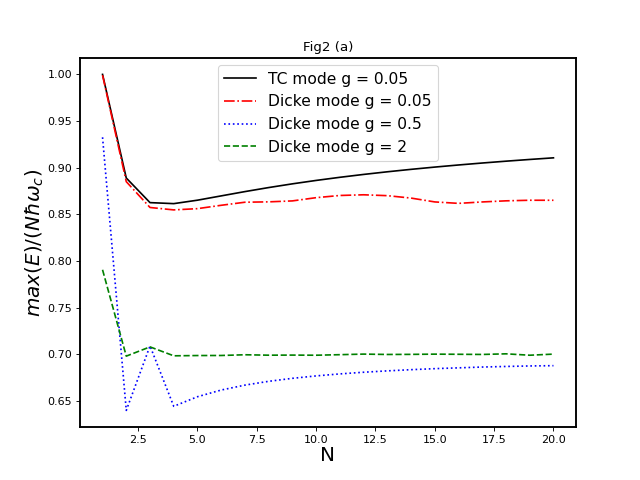 Fig2 (a)
TC mode g = 0.05
Dicke mode g = 0.05
Dicke mode g = 0.5
Dicke mode g = 2
max(E)/(Nħω_c)
1.00
0.95
0.90
0.85
0.80
0.75
0.70
0.65
2.5 5.0 7.5 10.0 12.5 15.0 17.5 20.0
N